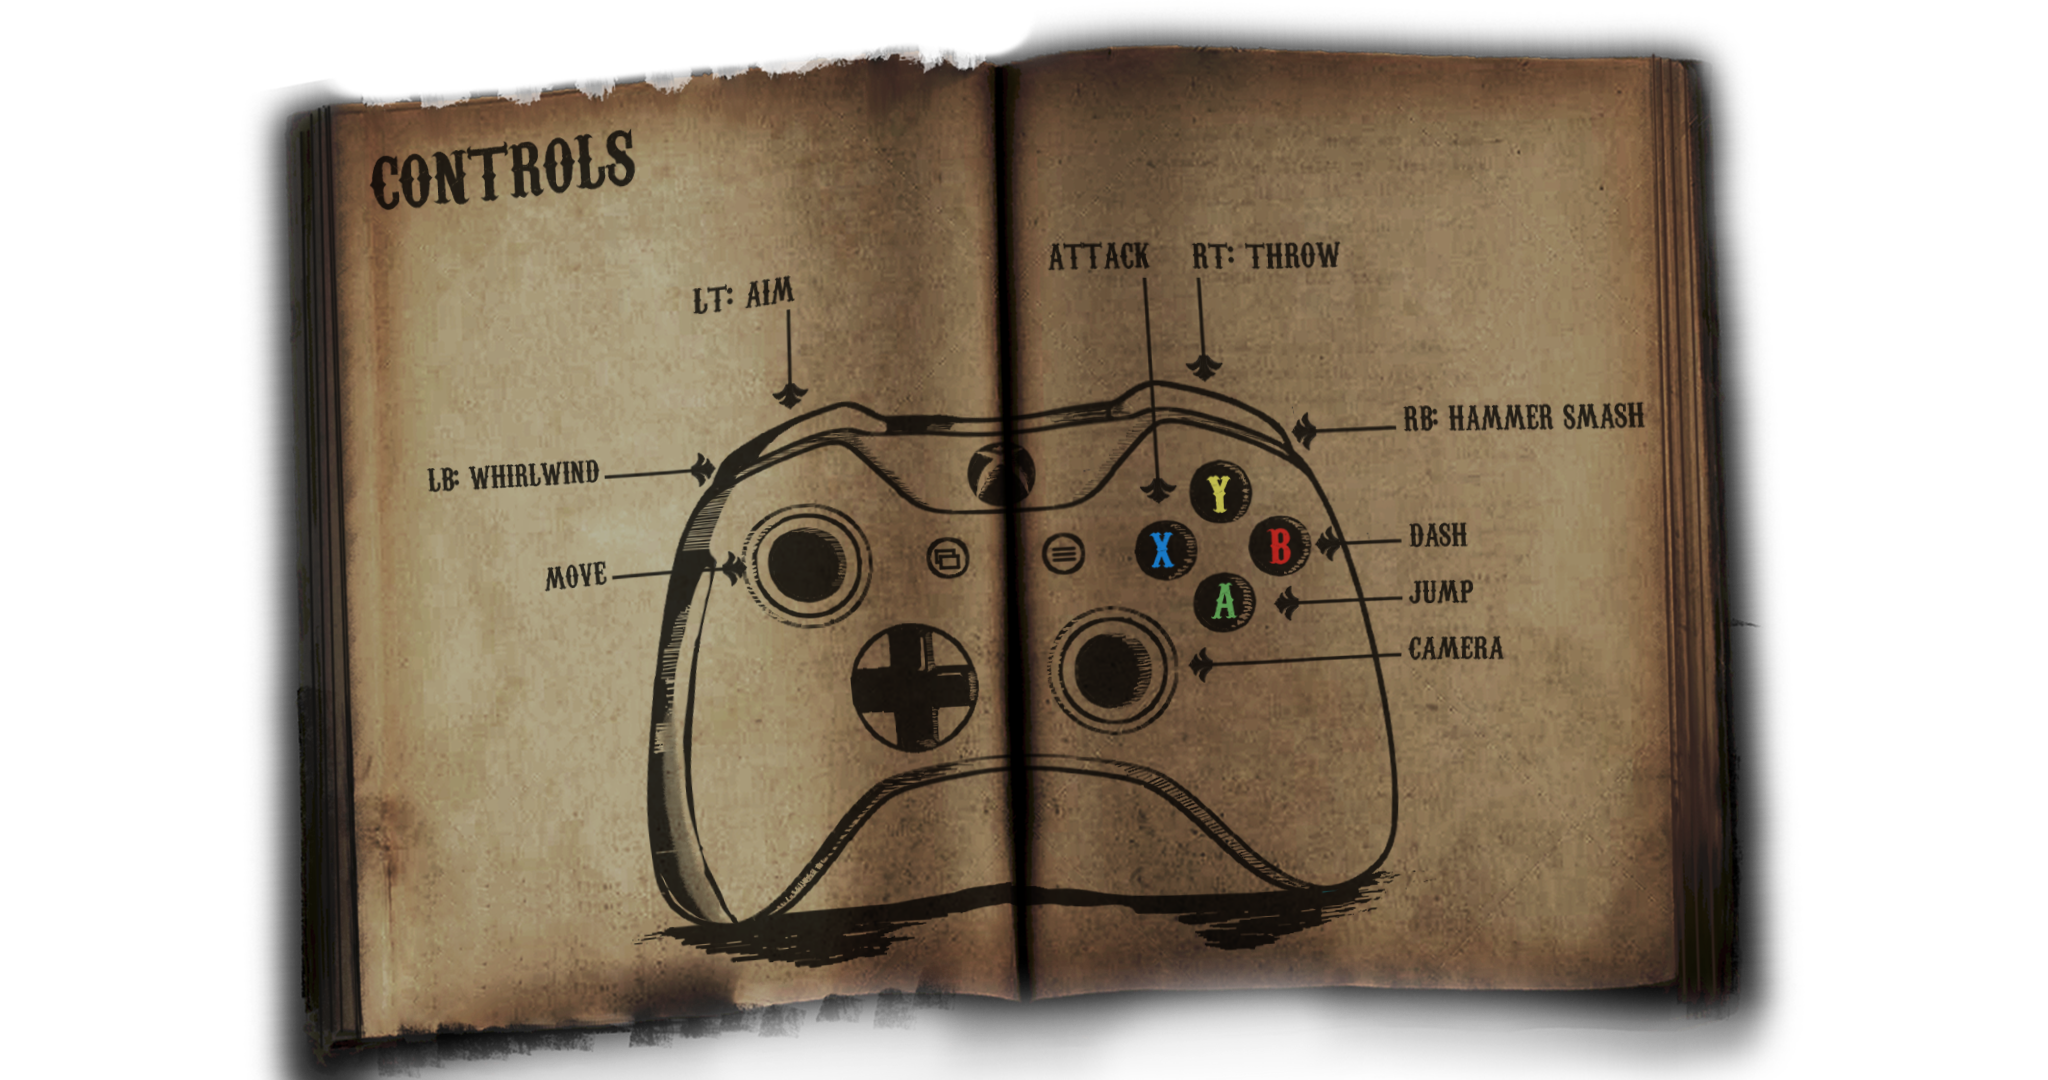 CONTROLS
LT: AIM
ATTACK
RT: THROW
RB: HAMMER SMASH
LB: WHIRLWIND
MOVE
Y
X
B
A
DASH
JUMP
CAMERA